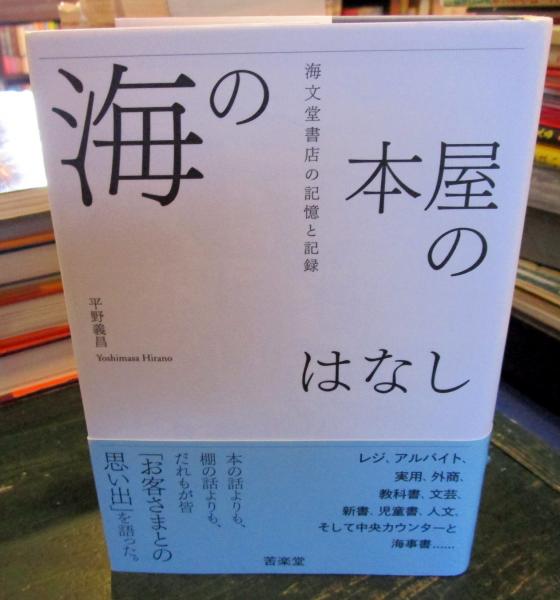 海の
本屋の
はなし
海文堂書店の記憶と記録
平野義昌
Yoshimasa Hirano
本の話よりも、
棚の話よりも、
だれもが皆
「お客さまとの
思い出」を語った。
レジ、アルバイト、
実用、外商、
教科書、文芸、
新書、児童書、人文、
そして中央カウンターと
海事書……
苦楽堂